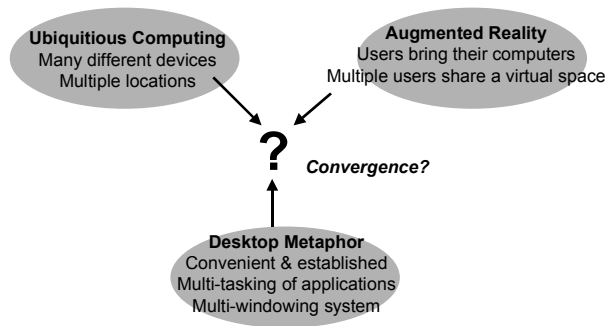 Ubiquitious Computing
Many different devices
Multiple locations
Augmented Reality
Users bring their computers
Multiple users share a virtual space
?
Convergence?
Desktop Metaphor
Convenient & established
Multi-tasking of applications
Multi-windowing system